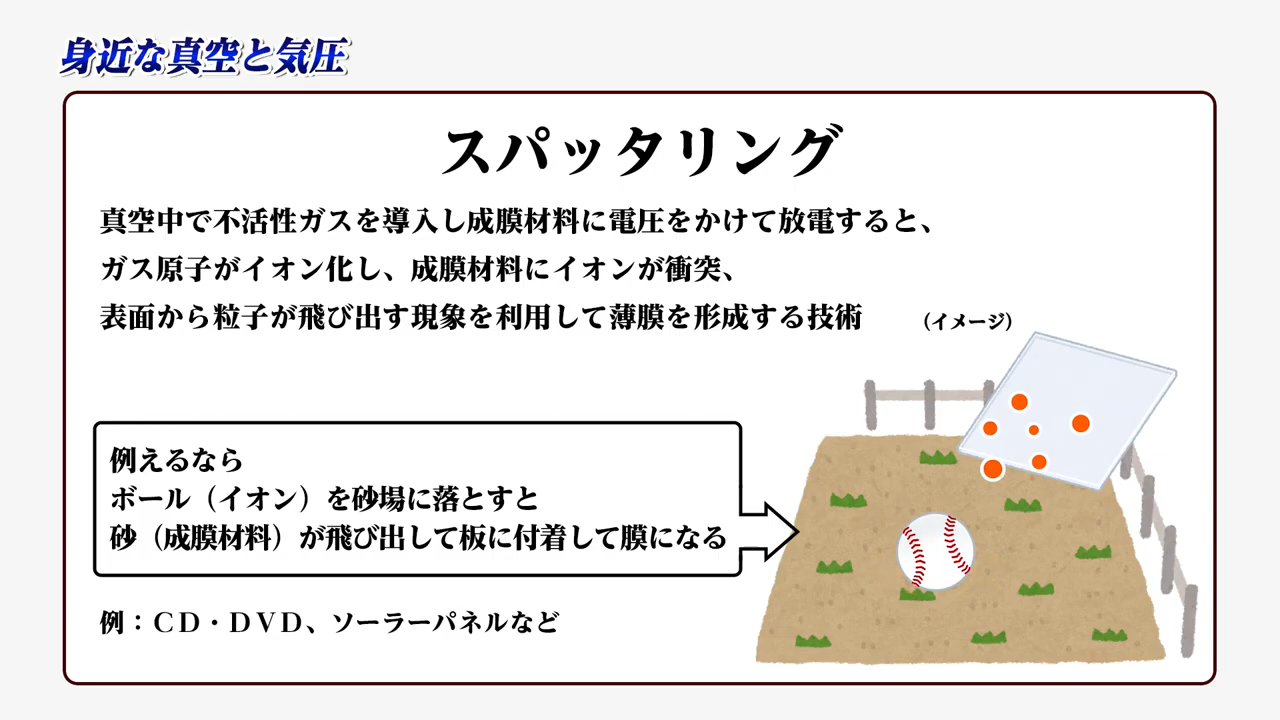 身近な真空と気圧
スパッタリング
真空中で不活性ガスを導入し成膜材料に電圧をかけて放電すると、
ガス原子がイオン化し、成膜材料にイオンが衝突、
表面から粒子が飛び出す現象を利用して薄膜を形成する技術
（イメージ）
例えるなら
ボール（イオン）を砂場に落とすと
砂（成膜材料）が飛び出して板に付着して膜になる
例：ＣＤ・ＤＶＤ、ソーラーパネルなど